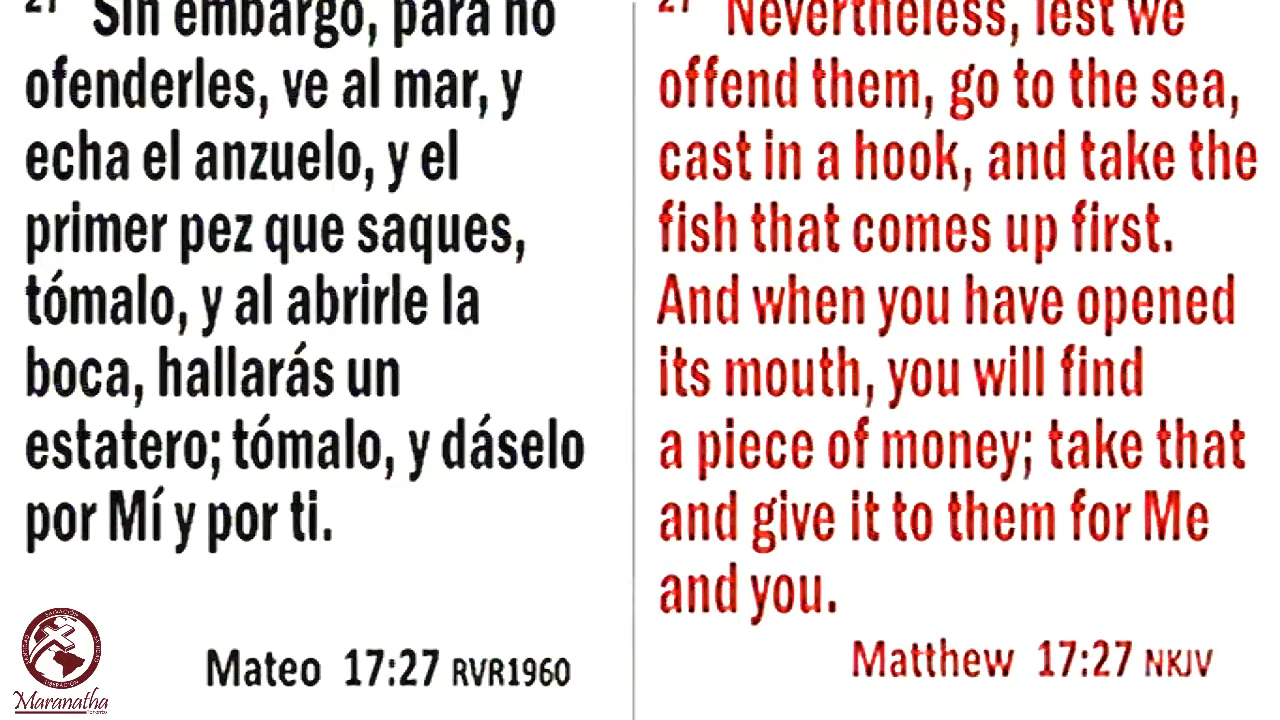 27 Sin embargo, para no
ofenderles, ve al mar, y
echa el anzuelo, y el
primer pez que saques,
tómalo, y al abrirle la
boca, hallarás un
estatero; tómalo, y dáselo
por Mí y por ti.
Mateo 17:27 RVR1960
27 Nevertheless, lest we
offend them, go to the sea,
cast in a hook, and take the
fish that comes up first.
And when you have opened
its mouth, you will find
a piece of money; take that
and give it to them for Me
and you.
Matthew 17:27 NKJV
SALVACIÓN
LIBERACIÓN
Maranatha